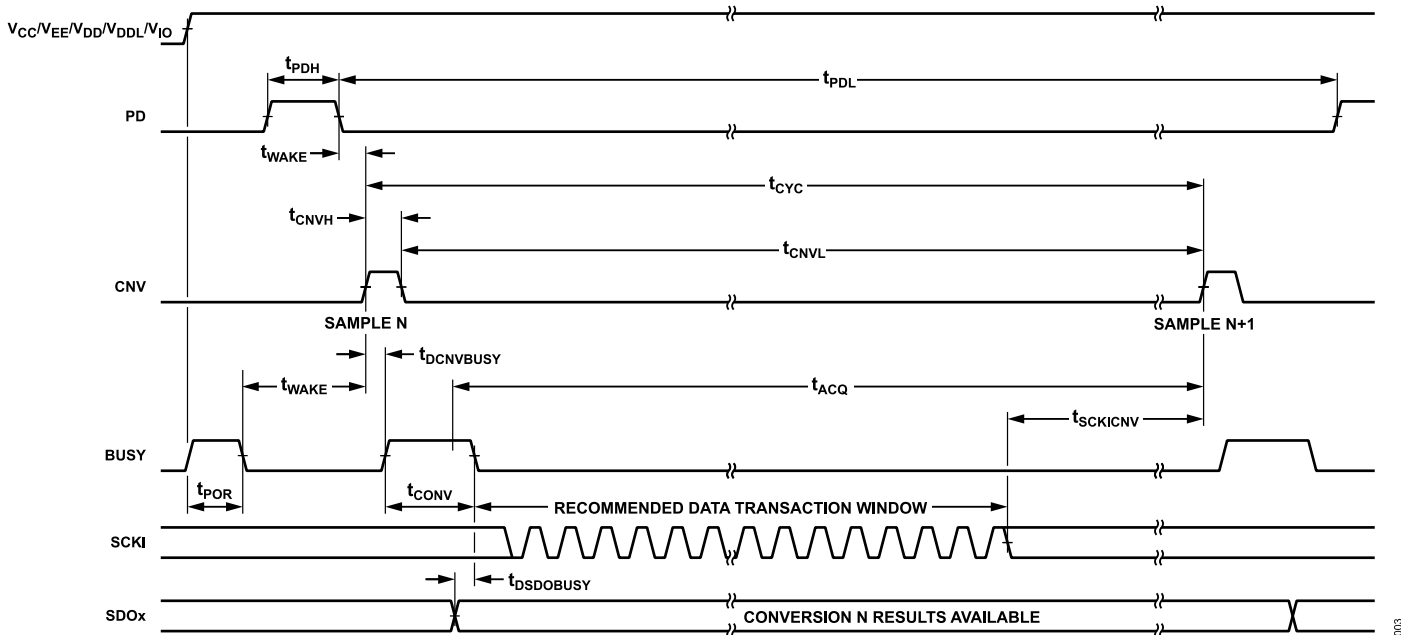 VCC/VEE/VDD/VDDL/VIO
tPDH
tPDL
PD
tWAKE
tCYC
tCNVH
tCNVL
CNV
SAMPLE N
SAMPLE N+1
tDCNVBUSY
tWAKE
tACQ
tSCKICNV
BUSY
tPOR
tCONV
RECOMMENDED DATA TRANSACTION WINDOW
SCKI
tDSDOBUSY
SDOx
CONVERSION N RESULTS AVAILABLE
003